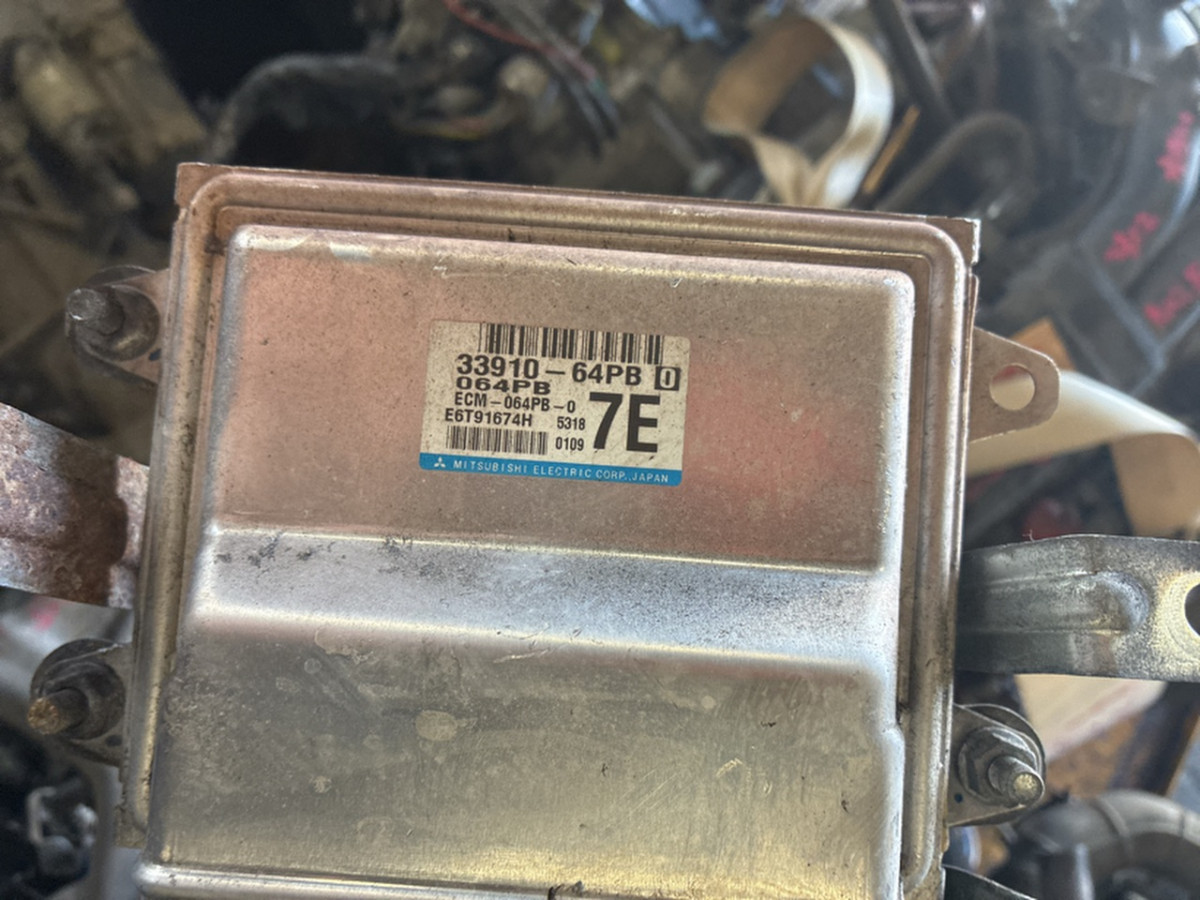 33910-64PB 0
064PB
ECM-064PB-0
E6T91674H 5318
7E
0109
MITSUBISHI ELECTRIC CORP.,JAPAN